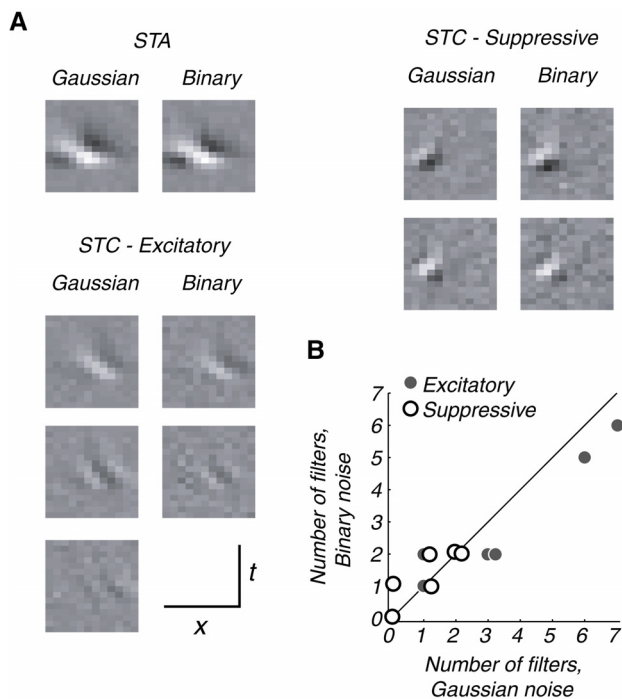 A
STA
Gaussian Binary
STC - Suppressive
Gaussian Binary
STC - Excitatory
Gaussian Binary
t
x
B
Excitatory
Suppressive
Number of filters,
Binary noise
7
6
5
4
3
2
1
0
0 1 2 3 4 5 6 7
Number of filters,
Gaussian noise